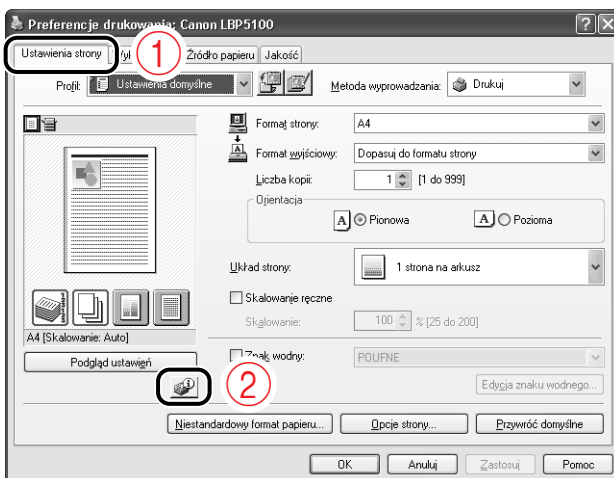 Preferencje drukowania: Canon LBP5100
Ustawienia strony Źródło papieru Jakość
1
Profil: Ustawienia domyślne Metoda wyprowadzania: Drukuj
Format strony: A4
Format wyjściowy: Dopasuj do formatu strony
Liczba kopii: 1 [1 do 999]
Orientacja
A Pionowa A Pozioma
Układ strony: 1 strona na arkusz
Skalowanie ręczne
Skalowanie: 100 % [25 do 200]
A4 [Skalowanie: Auto]
Podgląd ustawień
Znak wodny: POUFNE
2
Edycja znaku wodnego...
Niestandardowy format papieru... Opcje strony... Przywróć domyślne
OK Anuluj Zastosuj Pomoc